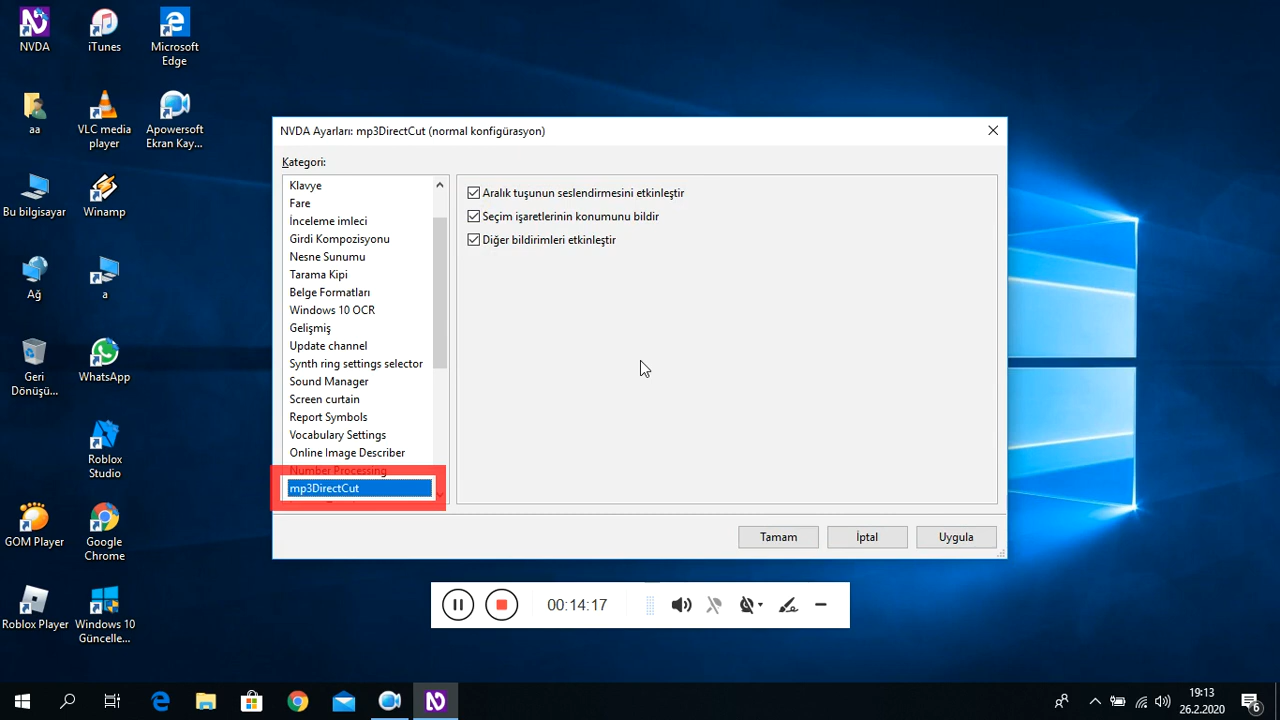 NVDA
iTunes
Microsoft
Edge
aa
VLC media
player
Apowersoft
Ekran Kay...
Bu bilgisayar
Winamp
Ağ
a
Geri
Dönüşü...
WhatsApp
Roblox
Studio
GOM Player
Google
Chrome
Roblox Player
Windows 10
Güncelle...
NVDA Ayarları: mp3DirectCut (normal konfigürasyon)
Kategori:
Klavye
Fare
İnceleme imleci
Girdi Kompozisyonu
Nesne Sunumu
Tarama Kipi
Belge Formatları
Windows 10 OCR
Gelişmiş
Update channel
Synth ring settings selector
Sound Manager
Screen curtain
Report Symbols
Vocabulary Settings
Online Image Describer
Number Processing
mp3DirectCut
Aralık tuşunun seslendirmesini etkinleştir
Seçim işaretlerinin konumunu bildir
Diğer bildirimleri etkinleştir
Tamam
İptal
Uygula
00:14:17
19:13
26.2.2020
6